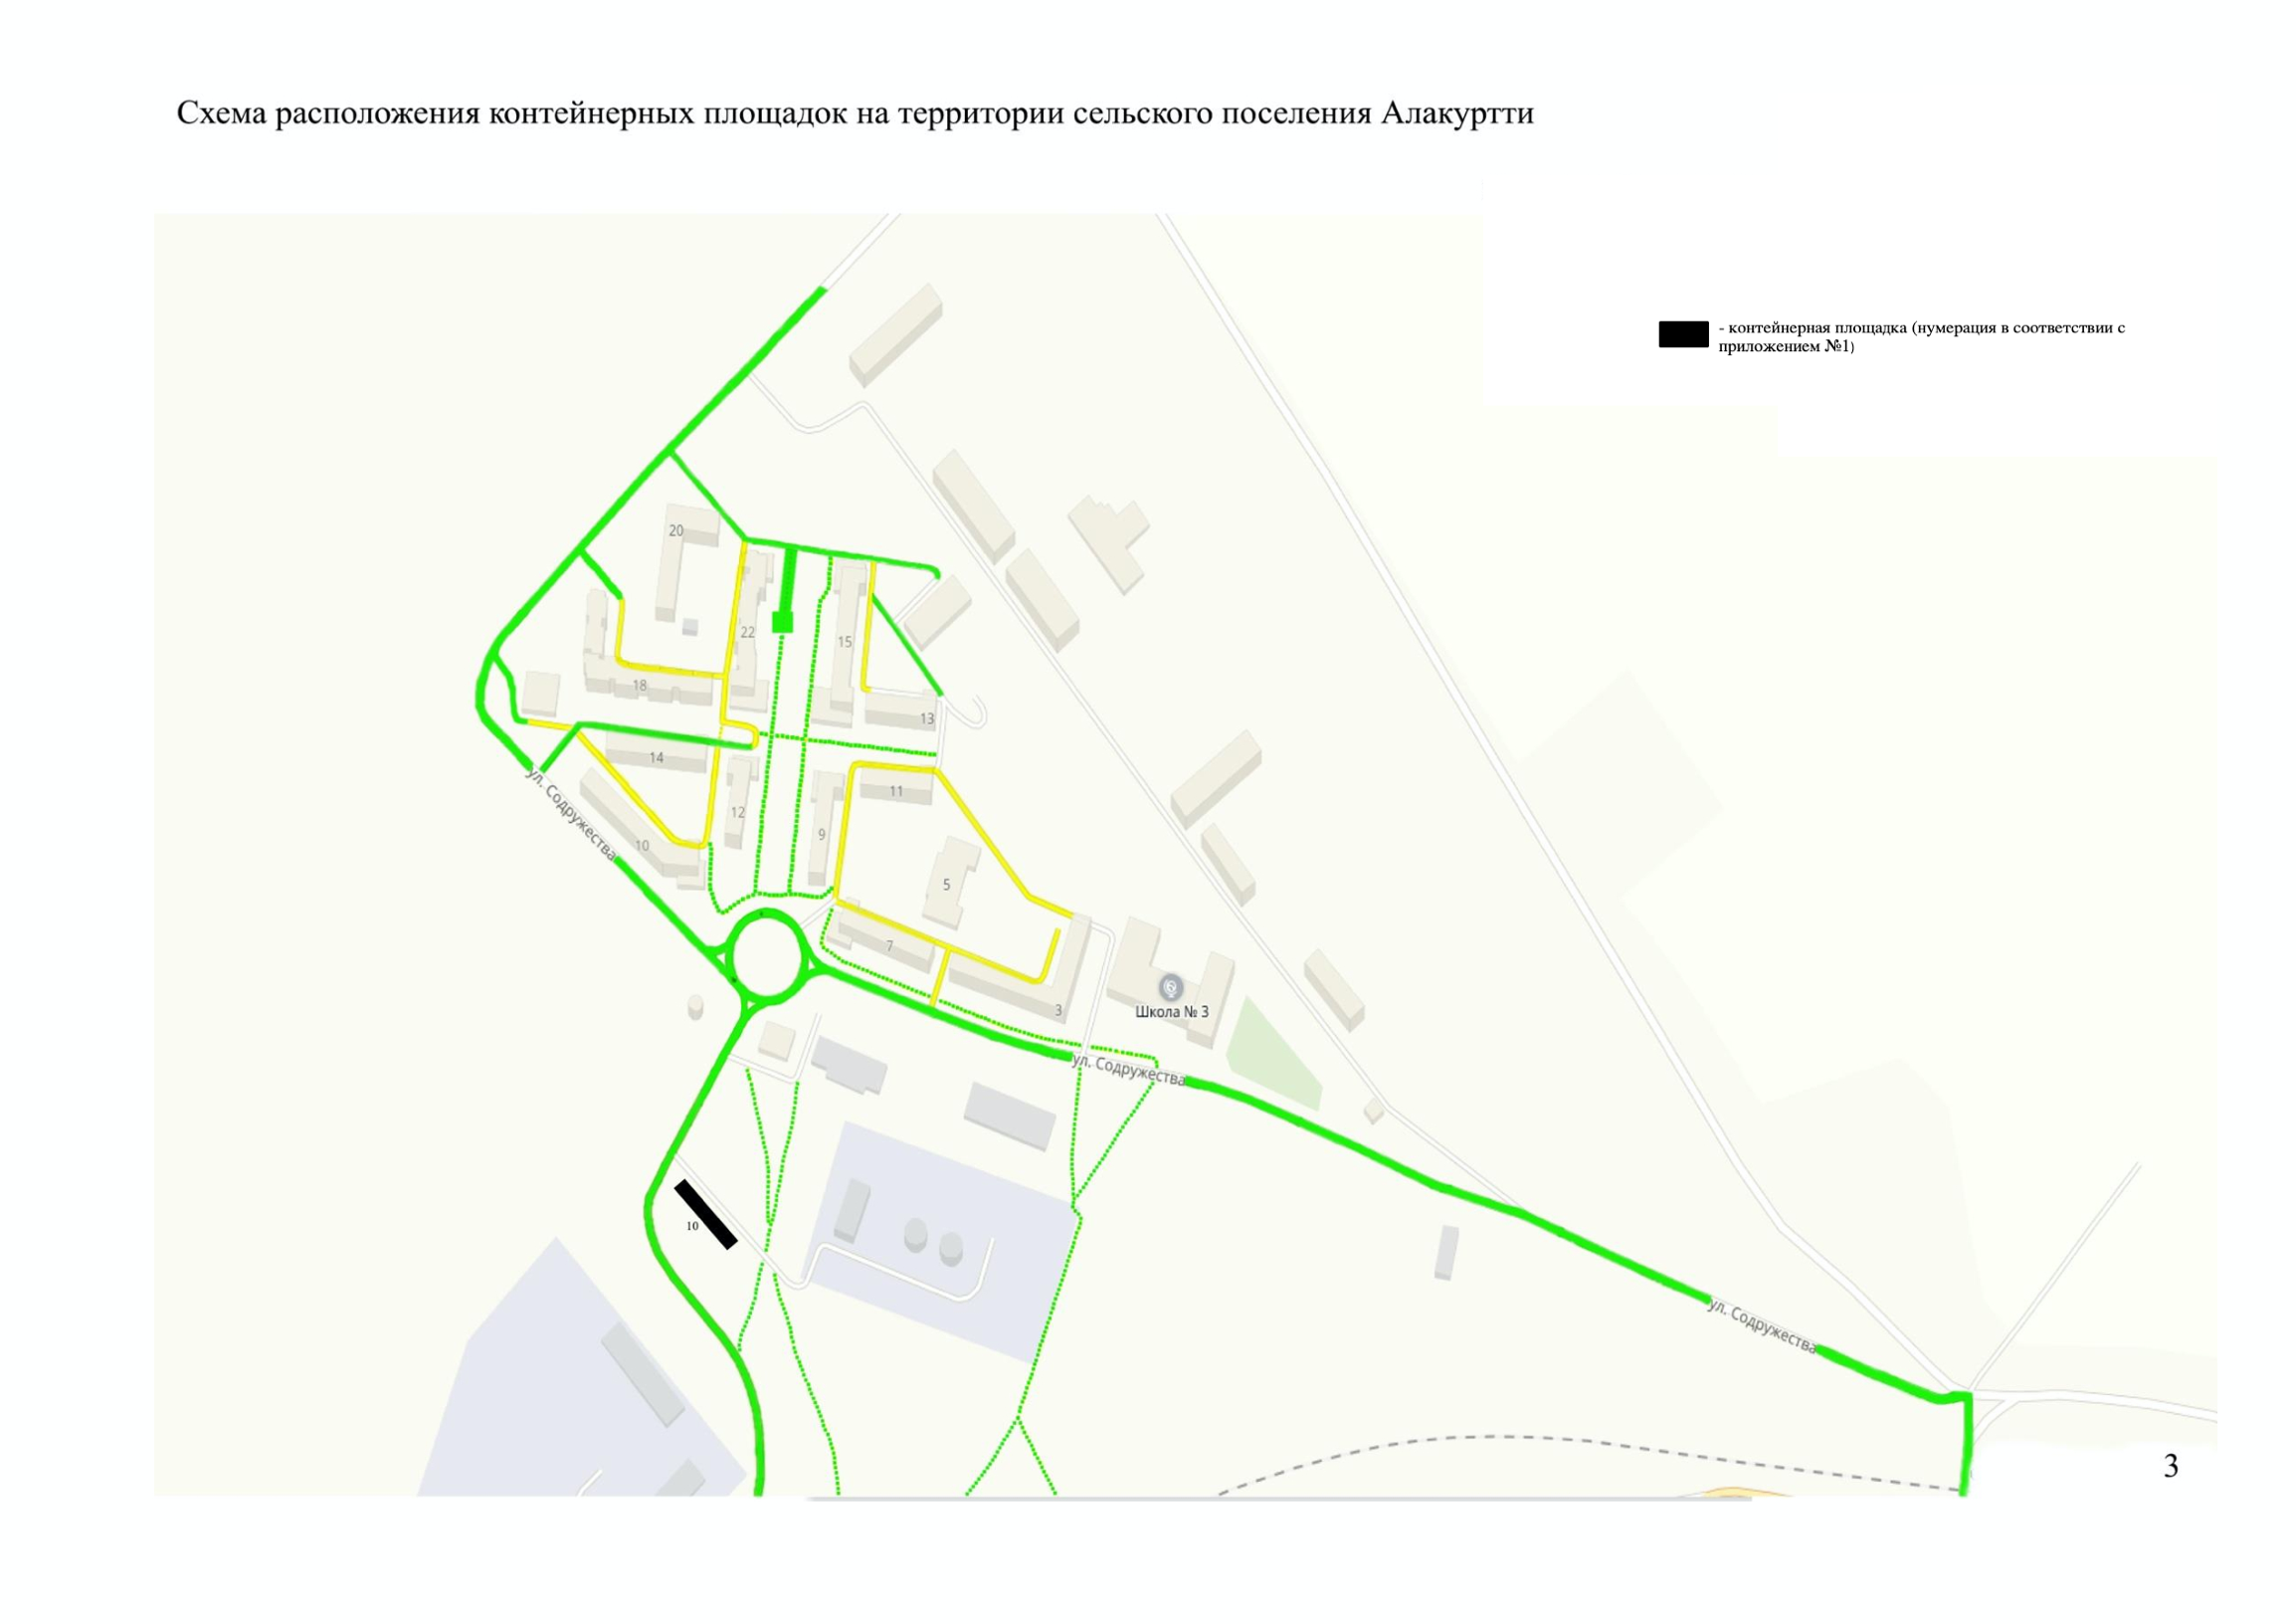 Схема расположения контейнерных площадок на территории сельского поселения Алакуртти
- контейнерная площадка (нумерация в соответствии с
приложением №1)
20
22
15
18
13
14
11
12
9
10
5
7
3
ул. Содружества
Школа № 3
ул. Содружества
10
ул. Содружества
3